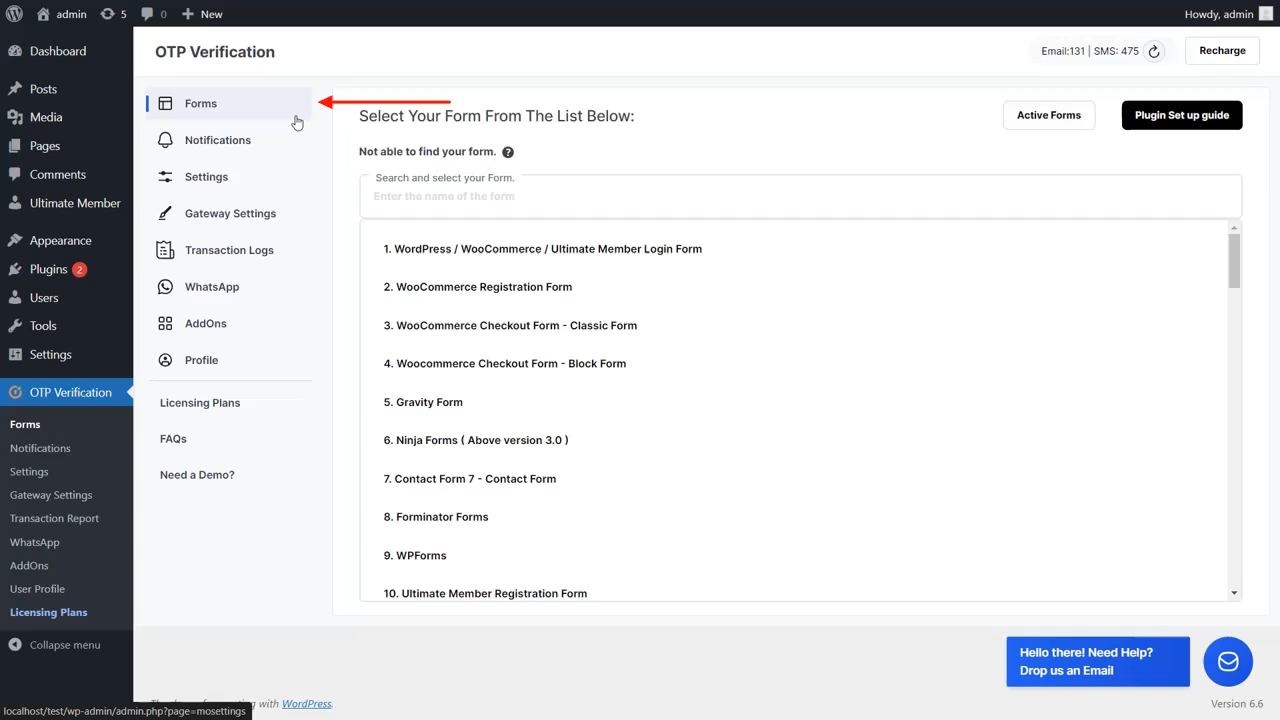 admin
5
0
New
Howdy, admin
Dashboard
Posts
Media
Pages
Comments
Ultimate Member
Appearance
Plugins 2
Users
Tools
Settings
OTP Verification
Forms
Notifications
Settings
Gateway Settings
Transaction Report
WhatsApp
AddOns
User Profile
Licensing Plans
Collapse menu
OTP Verification
Email:131 | SMS: 475
Recharge
Forms
Notifications
Settings
Gateway Settings
Transaction Logs
WhatsApp
AddOns
Profile
Licensing Plans
FAQs
Need a Demo?
Select Your Form From The List Below:
Active Forms
Plugin Set up guide
Not able to find your form. ?
Search and select your Form.
Enter the name of the form
1. WordPress / WooCommerce / Ultimate Member Login Form
2. WooCommerce Registration Form
3. WooCommerce Checkout Form - Classic Form
4. Woocommerce Checkout Form - Block Form
5. Gravity Form
6. Ninja Forms ( Above version 3.0 )
7. Contact Form 7 - Contact Form
8. Forminator Forms
9. WPForms
10. Ultimate Member Registration Form
Hello there! Need Help?
Drop us an Email
with WordPress.
Version 6.6
localhost/test/wp-admin/admin.php?page=mosettings